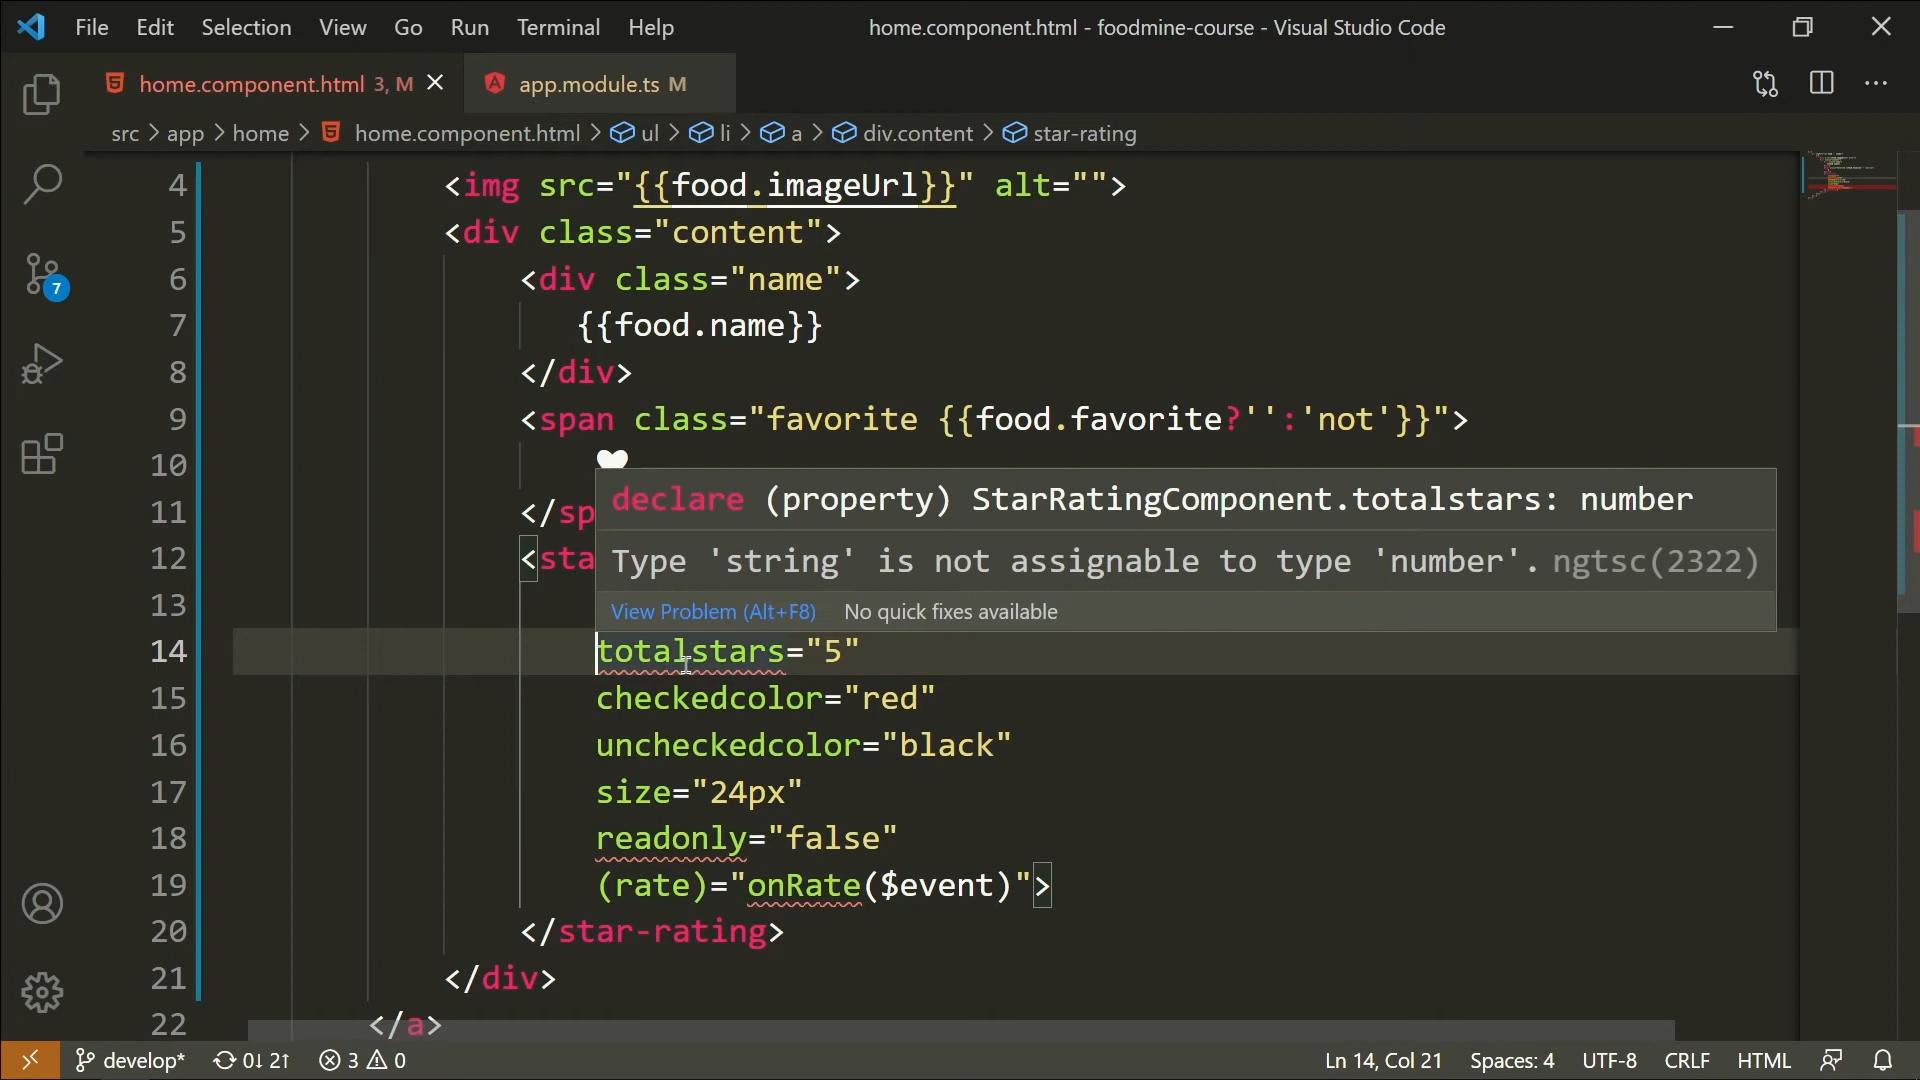 File Edit Selection View Go Run Terminal Help home.component.html - foodmine-course - Visual Studio Code
home.component.html 3, M app.module.ts M
src > app > home > home.component.html > ul > li > a > div.content > star-rating
4 <img src="{{food.imageUrl}}" alt="">
5 <div class="content">
6 <div class="name">
7 {{food.name}}
8 </div>
9 <span class="favorite {{food.favorite?'':'not'}}">
10
declare (property) StarRatingComponent.totalstars: number
11 </sp
12 <sta
Type 'string' is not assignable to type 'number'. ngtsc(2322)
13
View Problem (Alt+F8) No quick fixes available
14 totalstars="5"
15 checkedcolor="red"
16 uncheckedcolor="black"
17 size="24px"
18 readonly="false"
19 (rate)="onRate($event)">
20 </star-rating>
21 </div>
22 </a>
7
develop* 0↓ 2↑ 3 0 Ln 14, Col 21 Spaces: 4 UTF-8 CRLF HTML